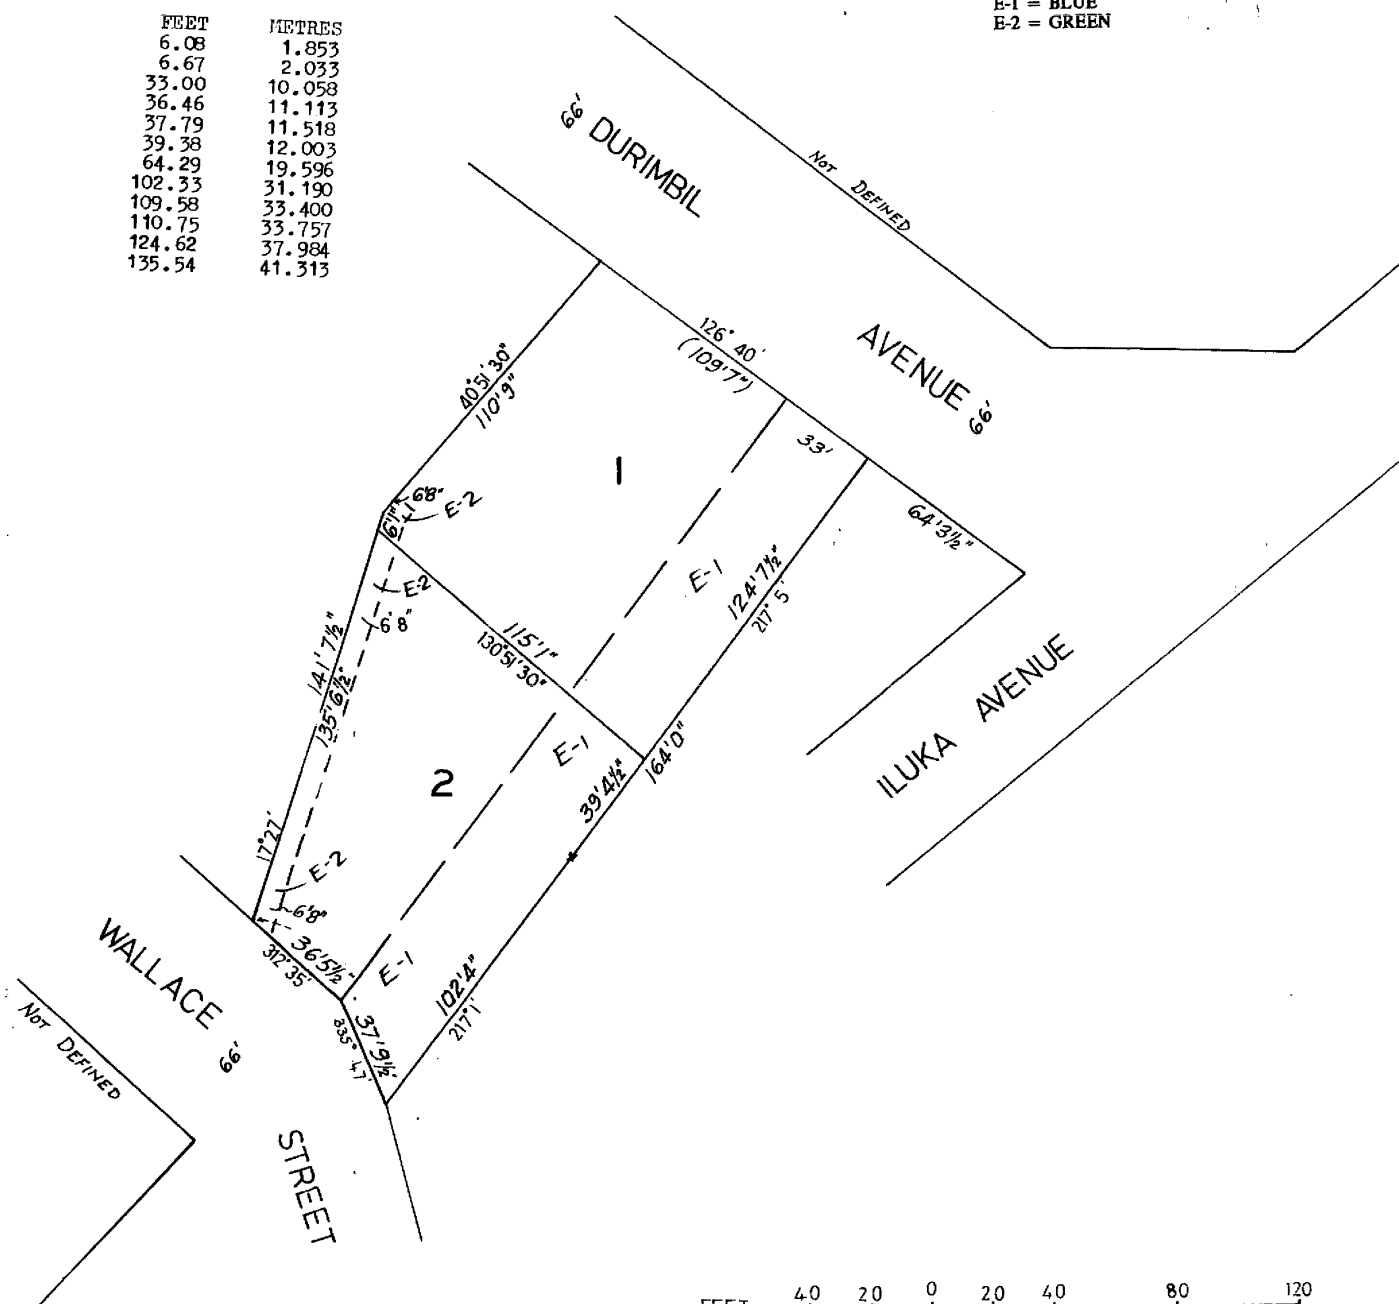 E-1 = BLUE
E-2 = GREEN
FEET METRES
6.08 1.853
6.67 2.033
33.00 10.058
36.46 11.113
37.79 11.518
39.38 12.003
64.29 19.596
102.33 31.190
109.58 33.400
110.75 33.757
124.62 37.984
135.54 41.313
66' DURIMBIL
NOT DEFINED
AVENUE 66'
126° 40'
(109'7")
33'
64'3½"
40°51'30"
110'9"
1
6'8"
E-2
6'1"
E-1
124'7½"
217° 5'
E-2
6'8"
115'1"
130°51'30"
141'7½"
135'6½"
ILUKA AVENUE
E-1
164'0"
39'4½"
2
17°27'
E-2
6'8"
36'5½"
312°35'
E-1
102'4"
217°1'
37'9½"
335° 47'
WALLACE 66'
STREET
NOT DEFINED
FEET 40 20 0 20 40 80 120